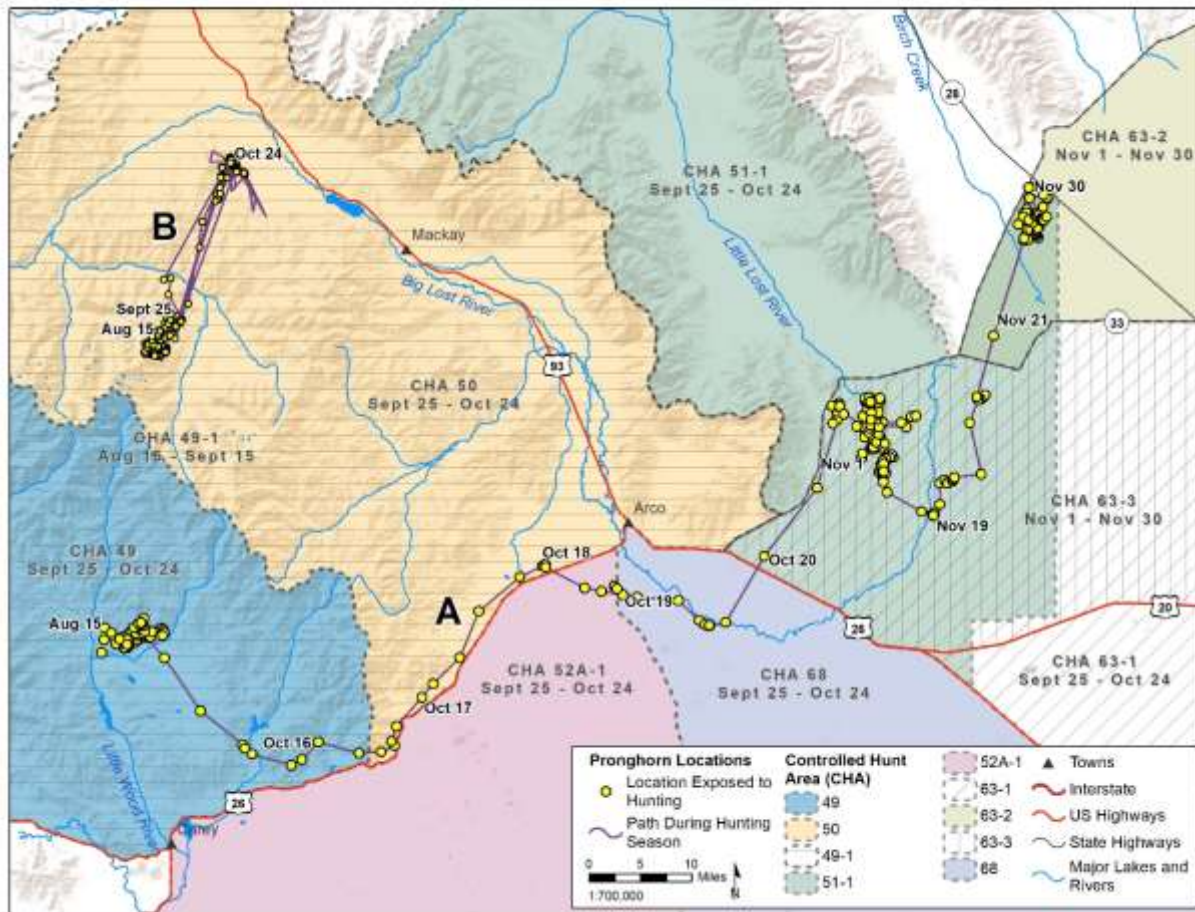 Birch Creek
28
CHA 63-2
Nov 1 - Nov 30
Oct 24
CHA 51-1
Sept 25 - Oct 24
Nov 30
B
Mackay
Little Lost River
Big Lost River
Sept 25
Aug 15
Nov 21
33
93
CHA 50
Sept 25 - Oct 24
CHA 49-1
Aug 15 - Sept 15
Nov 1
CHA 63-3
Nov 1 - Nov 30
Arco
Nov 19
CHA 49
Sept 25 - Oct 24
Oct 18
Oct 20
Aug 15
A
Oct 19
20
26
CHA 52A-1
Sept 25 - Oct 24
CHA 68
Sept 25 - Oct 24
CHA 63-1
Sept 25 - Oct 24
Oct 17
Oct 16
Little Wood River
26
Carey
Pronghorn Locations
Location Exposed to
Hunting
Path During Hunting
Season
0 5 10
Miles
1:700,000
N
Controlled Hunt
Area (CHA)
49
50
49-1
51-1
52A-1
63-1
63-2
63-3
68
Towns
Interstate
US Highways
State Highways
Major Lakes and
Rivers